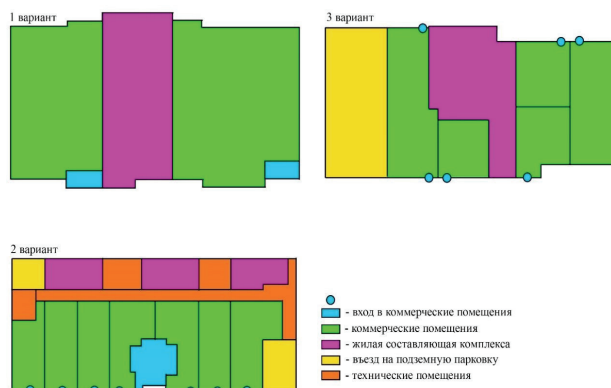 1 вариант
3 вариант
2 вариант
- вход в коммерческие помещения
- коммерческие помещения
- жилая составляющая комплекса
- въезд на подземную парковку
- технические помещения